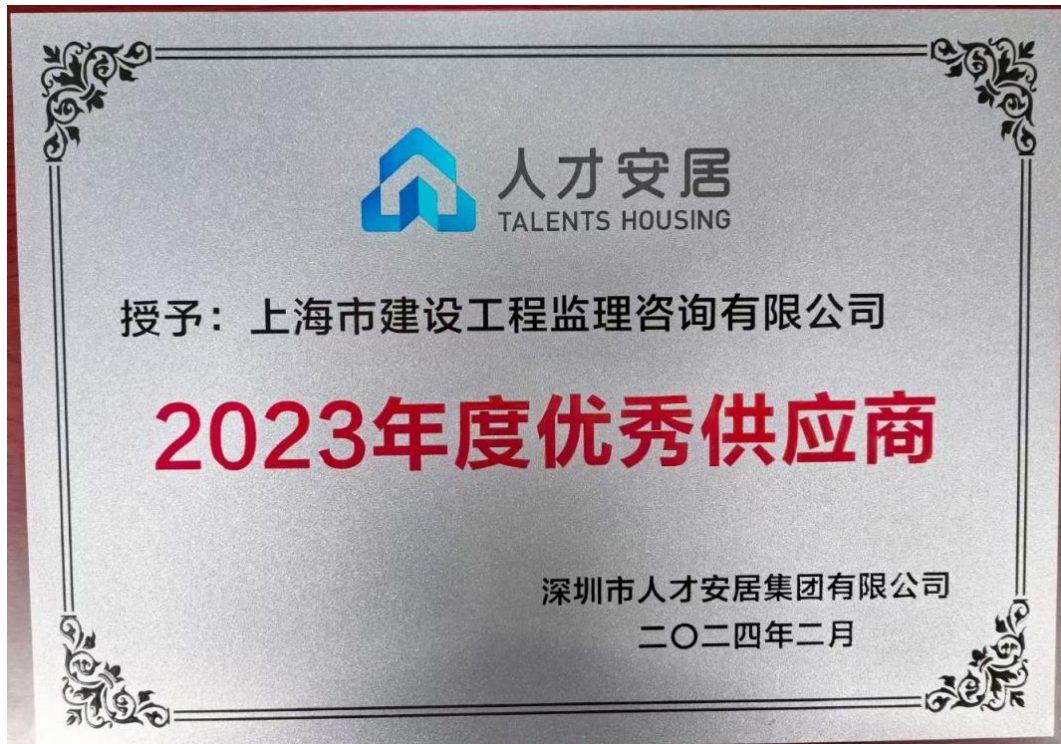 人才安居
TALENTS HOUSING
授予：上海市建设工程监理咨询有限公司
2023年度优秀供应商
深圳市人才安居集团有限公司
二〇二四年二月